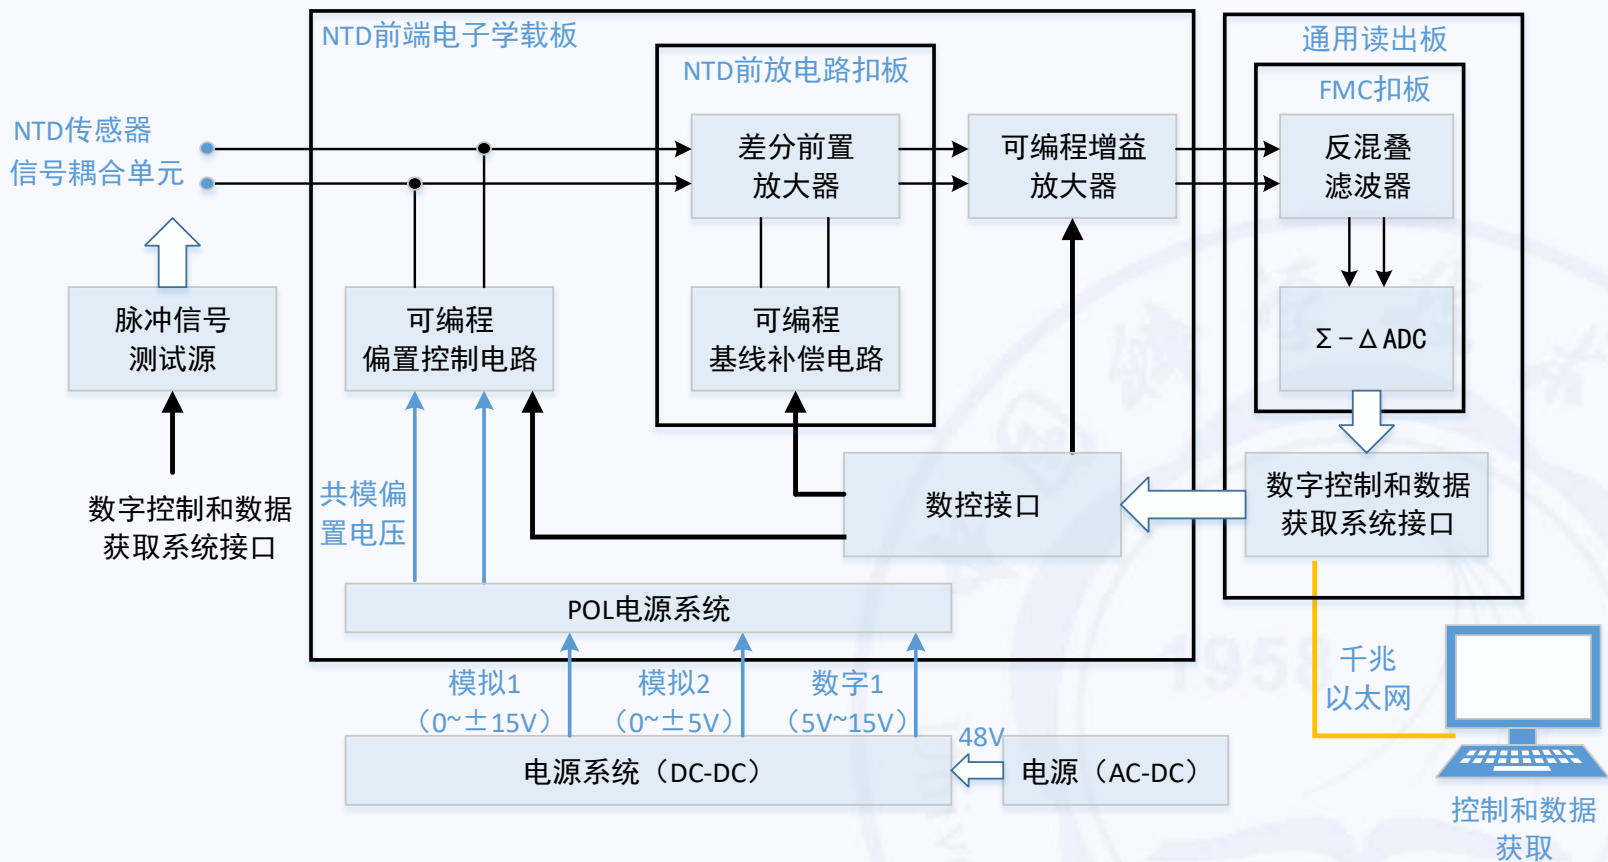 NTD前端电子学载板
通用读出板
NTD前放电路扣板
FMC扣板
NTD传感器
信号耦合单元
差分前置
放大器
可编程增益
放大器
反混叠
滤波器
脉冲信号
测试源
可编程
偏置控制电路
可编程
基线补偿电路
Σ-Δ ADC
数字控制和数据
获取系统接口
共模偏
置电压
数控接口
数字控制和数据
获取系统接口
POL电源系统
模拟1
（0~±15V）
模拟2
（0~±5V）
数字1
（5V~15V）
千兆
以太网
电源系统（DC-DC）
48V
电源（AC-DC）
控制和数据
获取
1958